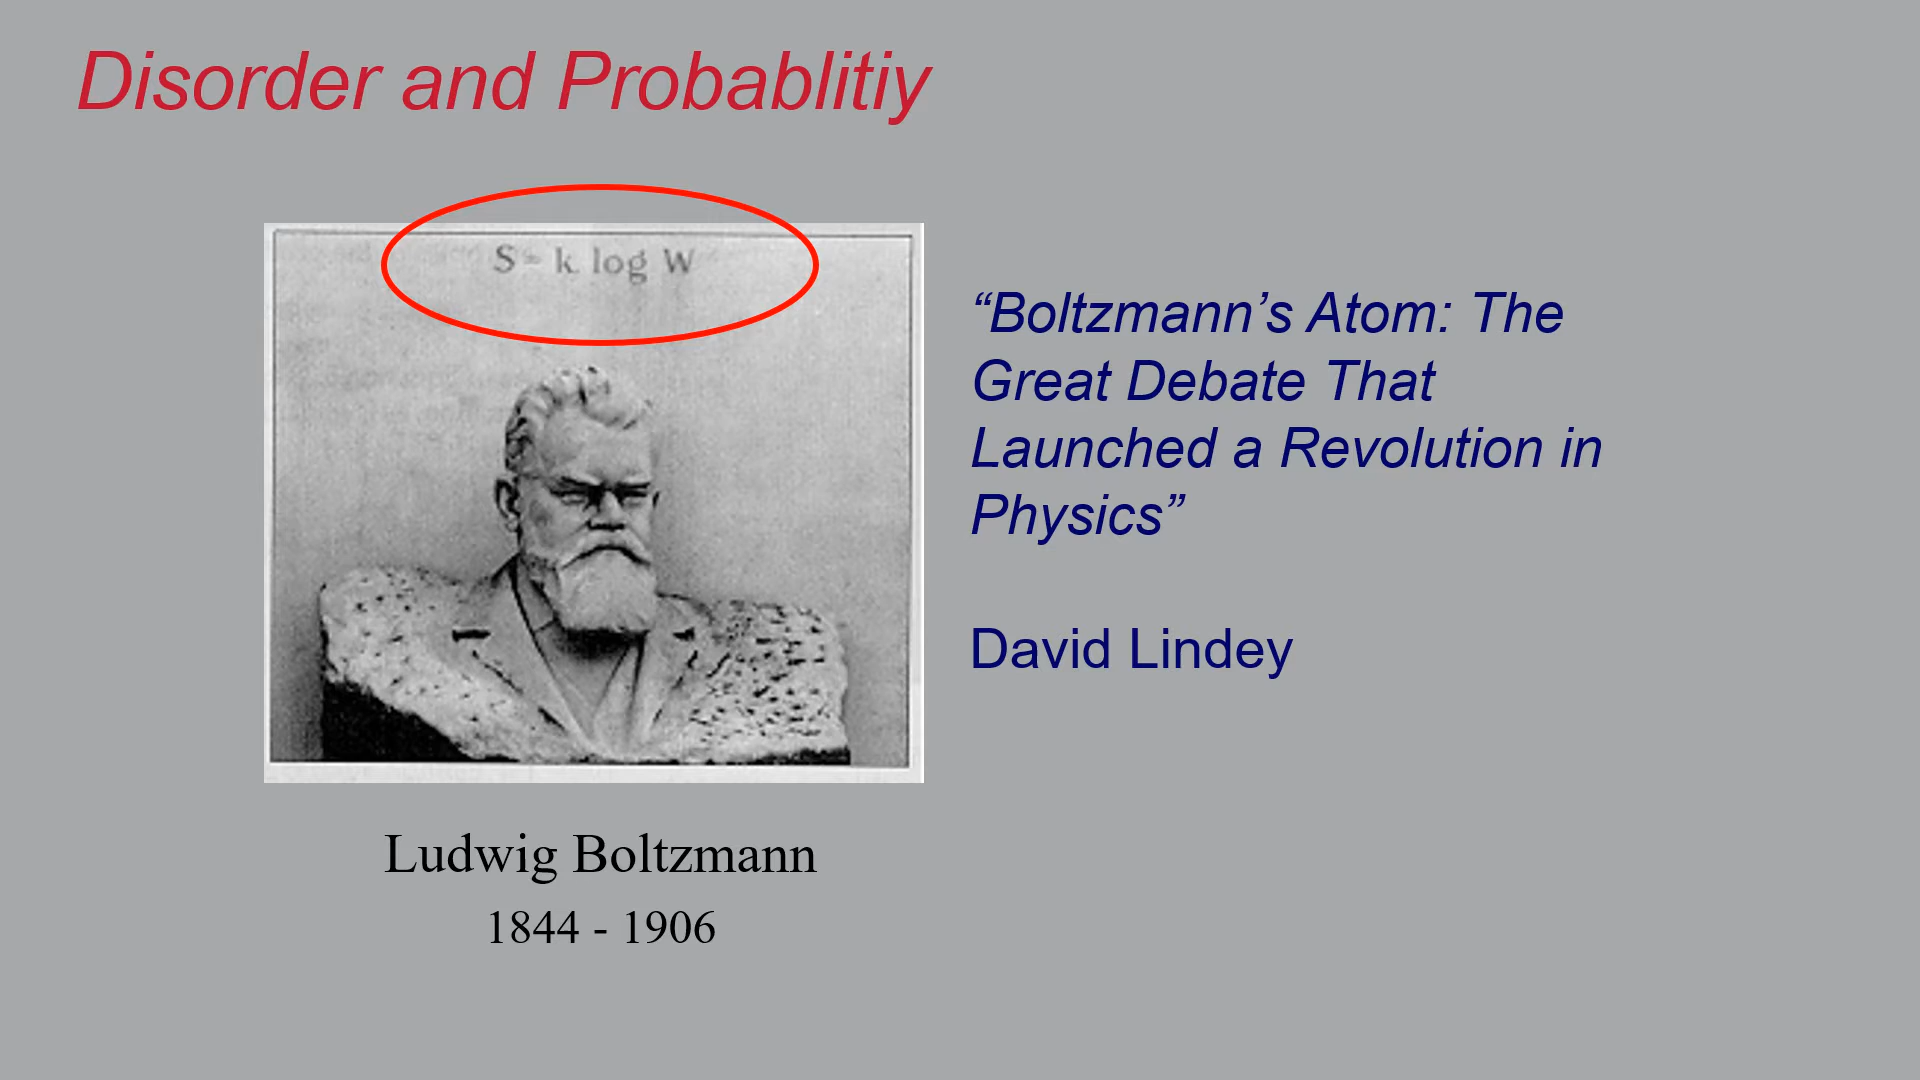 Disorder and Probablitiy
S = k log W
“Boltzmann’s Atom: The
Great Debate That
Launched a Revolution in
Physics”
David Lindey
Ludwig Boltzmann
1844 - 1906